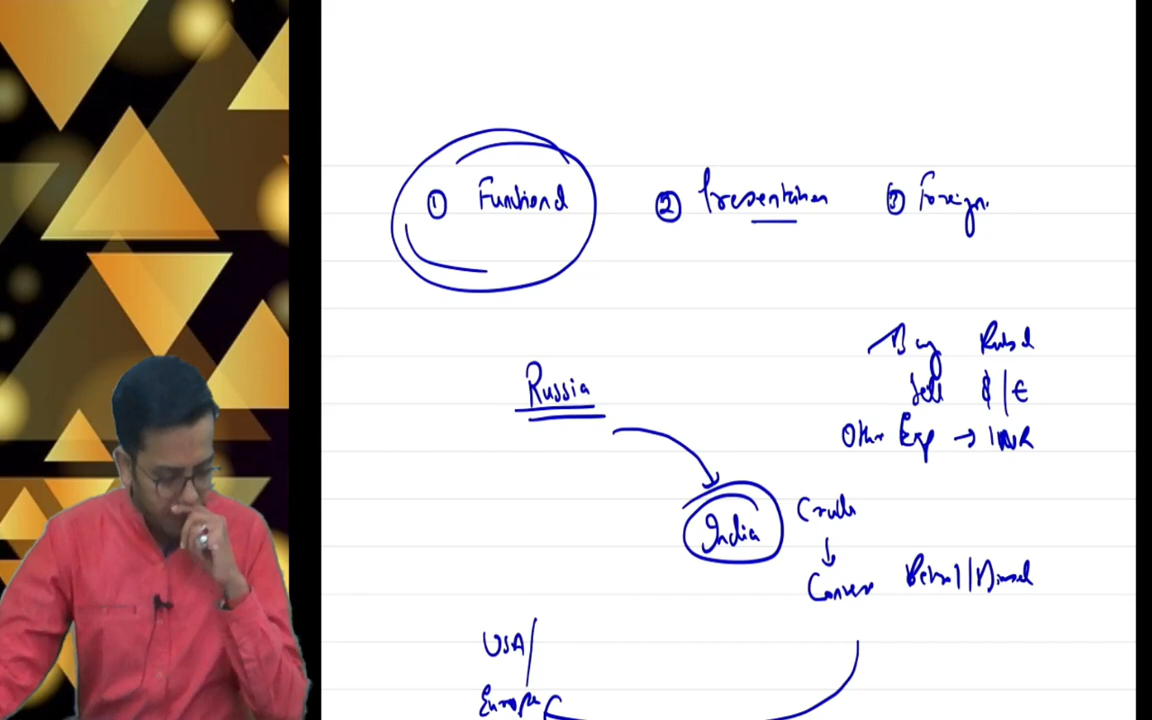 ① Functional ② Presentation ③ Foreign.
Buy Rubel
Russia
Sell $/€
Other Exp → INR
India Crude
Conver Petrol/Diesel
USA/
Europe